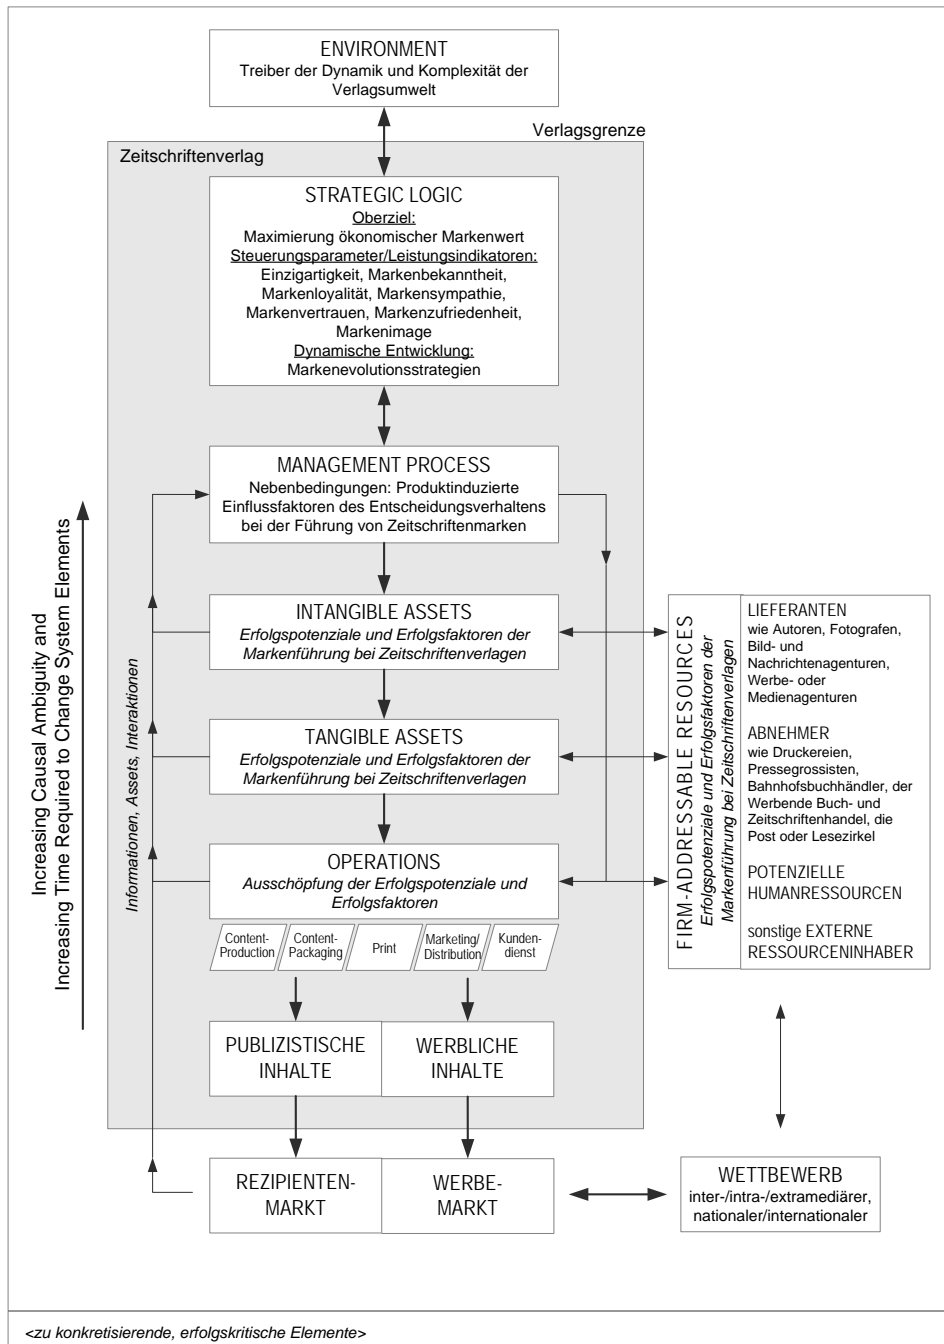 ENVIRONMENT
Treiber der Dynamik und Komplexität der
Verlagsumwelt
Verlagsgrenze
Zeitschriftenverlag
STRATEGIC LOGIC
Oberziel:
Maximierung ökonomischer Markenwert
Steuerungsparameter/Leistungsindikatoren:
Einzigartigkeit, Markenbekanntheit,
Markenloyalität, Markensympathie,
Markenvertrauen, Markenzufriedenheit,
Markenimage
Dynamische Entwicklung:
Markenevolutionsstrategien
MANAGEMENT PROCESS
Nebenbedingungen: Produktinduzierte
Einflussfaktoren des Entscheidungsverhaltens
bei der Führung von Zeitschriftenmarken
Increasing Causal Ambiguity and
Increasing Time Required to Change System Elements
Informationen, Assets, Interaktionen
INTANGIBLE ASSETS
Erfolgspotenziale und Erfolgsfaktoren der
Markenführung bei Zeitschriftenverlagen
TANGIBLE ASSETS
Erfolgspotenziale und Erfolgsfaktoren der
Markenführung bei Zeitschriftenverlagen
OPERATIONS
Ausschöpfung der Erfolgspotenziale und
Erfolgsfaktoren
Content-
Production
Content-
Packaging
Print
Marketing/
Distribution
Kunden-
dienst
FIRM-ADDRESSABLE RESOURCES
Erfolgspotenziale und Erfolgsfaktoren der
Markenführung bei Zeitschriftenverlagen
LIEFERANTEN
wie Autoren, Fotografen,
Bild- und
Nachrichtenagenturen,
Werbe- oder
Medienagenturen
ABNEHMER
wie Druckereien,
Pressegrossisten,
Bahnhofsbuchhändler, der
Werbende Buch- und
Zeitschriftenhandel, die
Post oder Lesezirkel
POTENZIELLE
HUMANRESSOURCEN
sonstige EXTERNE
RESSOURCENINHABER
PUBLIZISTISCHE
INHALTE
WERBLICHE
INHALTE
REZIPIENTEN-
MARKT
WERBE-
MARKT
WETTBEWERB
inter-/intra-/extramediärer,
nationaler/internationaler
<zu konkretisierende, erfolgskritische Elemente>